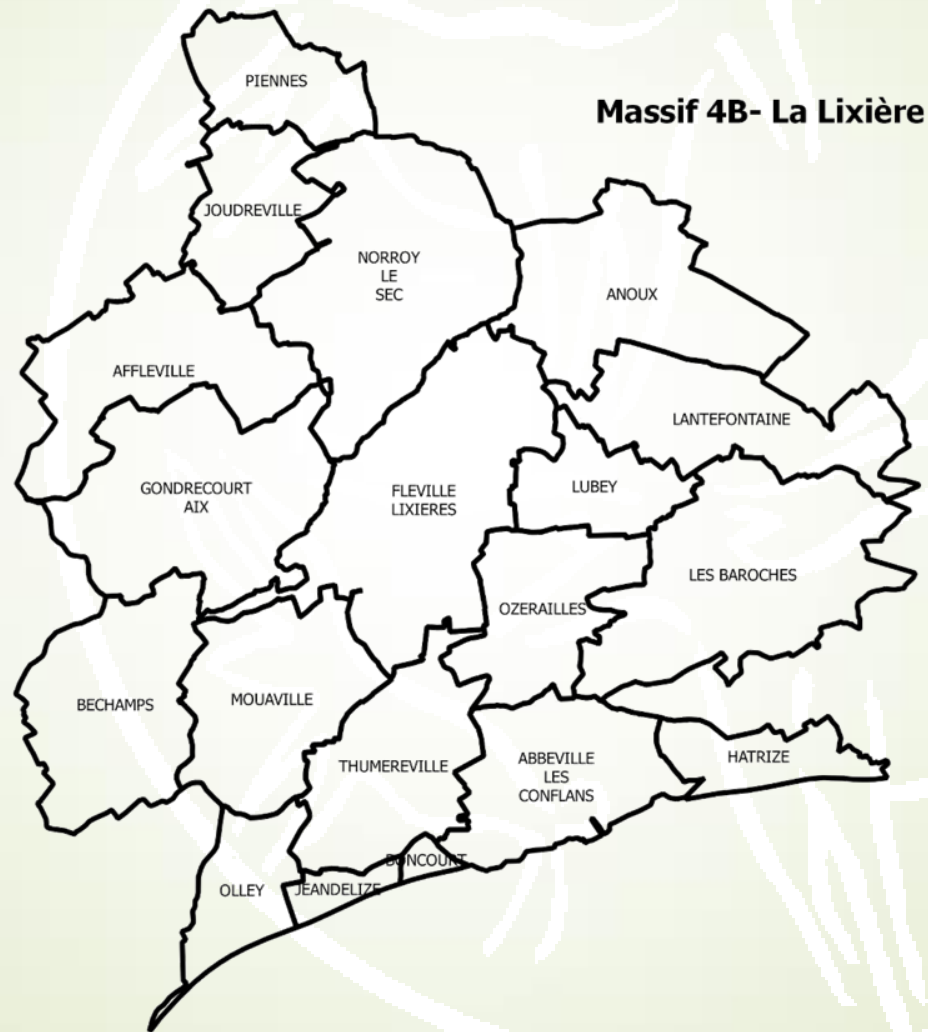 PIENNES
Massif 4B- La Lixière
JOUDREVILLE
NORROY
LE
SEC
ANOUX
AFFLEVILLE
LANTEFONTAINE
GONDRECOURT
AIX
FLEVILLE
LIXIERES
LUBEY
LES BAROCHES
OZERAILLES
BECHAMPS
MOUAVILLE
THUMEREVILLE
ABBEVILLE
LES
CONFLANS
HATRIZE
BONCOURT
OLLEY
JEANDELIZE